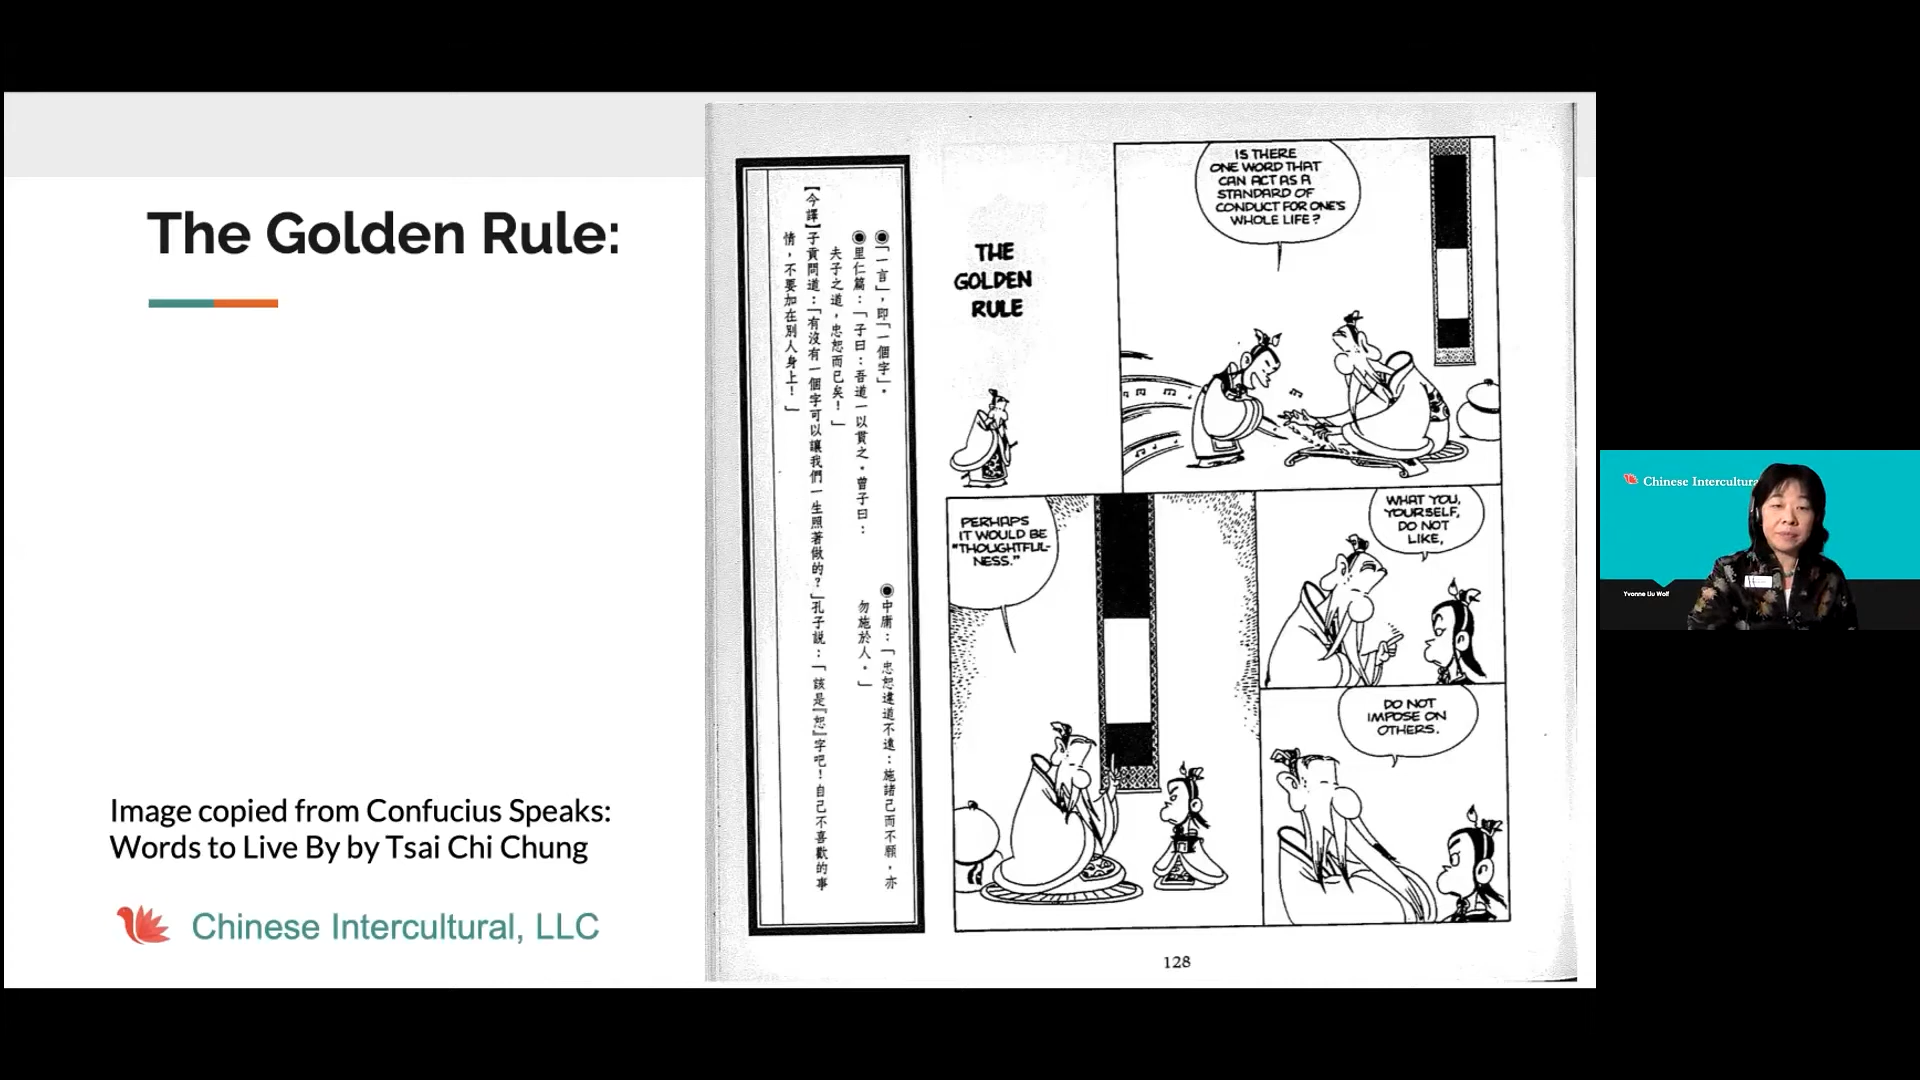 The Golden Rule:
Image copied from Confucius Speaks:
Words to Live By by Tsai Chi Chung
Chinese Intercultural, LLC
◉「一言」，即「一個字」。
◉里仁篇：「子曰：吾道一以貫之。曾子曰：
夫子之道，忠恕而已矣！」
◉中庸：「忠恕違道不遠：施諸己而不願，亦
勿施於人。」
【今譯】子貢問道：「有沒有一個字可以讓我們一生照著做的？」孔子說：「該是『恕』字吧！自己不喜歡的事
情，不要加在別人身上！」
THE
GOLDEN
RULE
IS THERE
ONE WORD THAT
CAN ACT AS A
STANDARD OF
CONDUCT FOR ONE'S
WHOLE LIFE?
PERHAPS
IT WOULD BE
"THOUGHTFUL-
NESS."
WHAT YOU,
YOURSELF,
DO NOT
LIKE,
DO NOT
IMPOSE ON
OTHERS.
128
Chinese Intercultura
Yvonne Liu Wolf